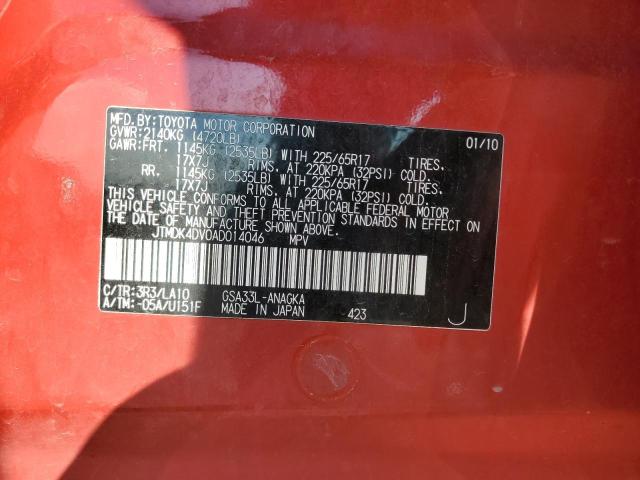 MFD. BY: TOYOTA MOTOR CORPORATION 01/10
GVWR: 2140KG (4720LB)
GAWR: FRT. 1145KG (2535LB) WITH 225/65R17 TIRES.
17X7J RIMS. AT 220KPA (32PSI) COLD.
RR. 1145KG (2535LB) WITH 225/65R17 TIRES.
17X7J RIMS. AT 220KPA (32PSI) COLD.
THIS VEHICLE CONFORMS TO ALL APPLICABLE FEDERAL MOTOR
VEHICLE SAFETY AND BUMPER STANDARDS IN EFFECT ON
THE DATE OF MANUFACTURE SHOWN ABOVE.
JTMDK4DV0AD014046 MPV
C/TR: 3R3/LA10 GSA33L-ANAGKA
A/TM: -05A/U151F MADE IN JAPAN 423 J